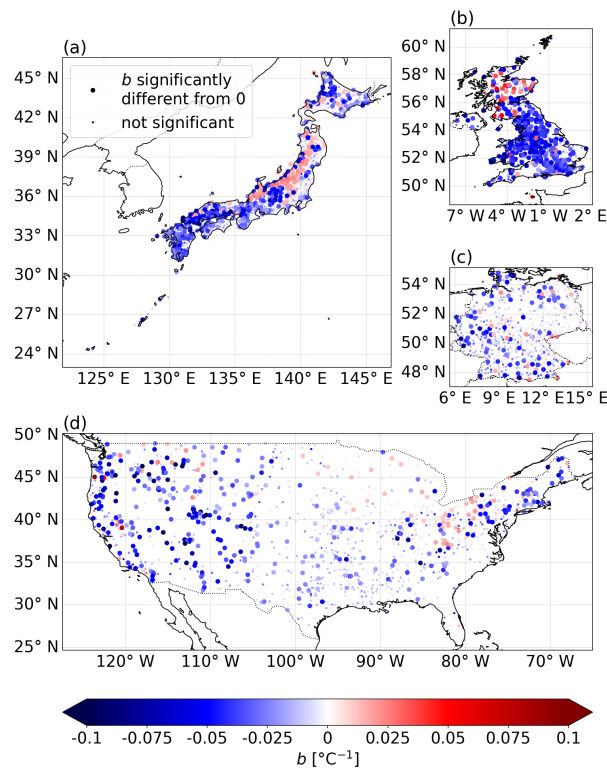 (a)
b significantly
different from 0
not significant
45° N
42° N
39° N
36° N
33° N
30° N
27° N
24° N
125° E 131° E 135° E 141° E 145° E
(b)
60° N
58° N
56° N
54° N
52° N
50° N
7° W 4° W 1° W 2° E
(c)
54° N
52° N
50° N
48° N
6° E 9° E 12° E 15° E
(d)
50° N
45° N
40° N
35° N
30° N
25° N
120° W 110° W 100° W 90° W 80° W 70° W
-0.1 -0.075 -0.05 -0.025 0 0.025 0.05 0.075 0.1
b [°C⁻¹]